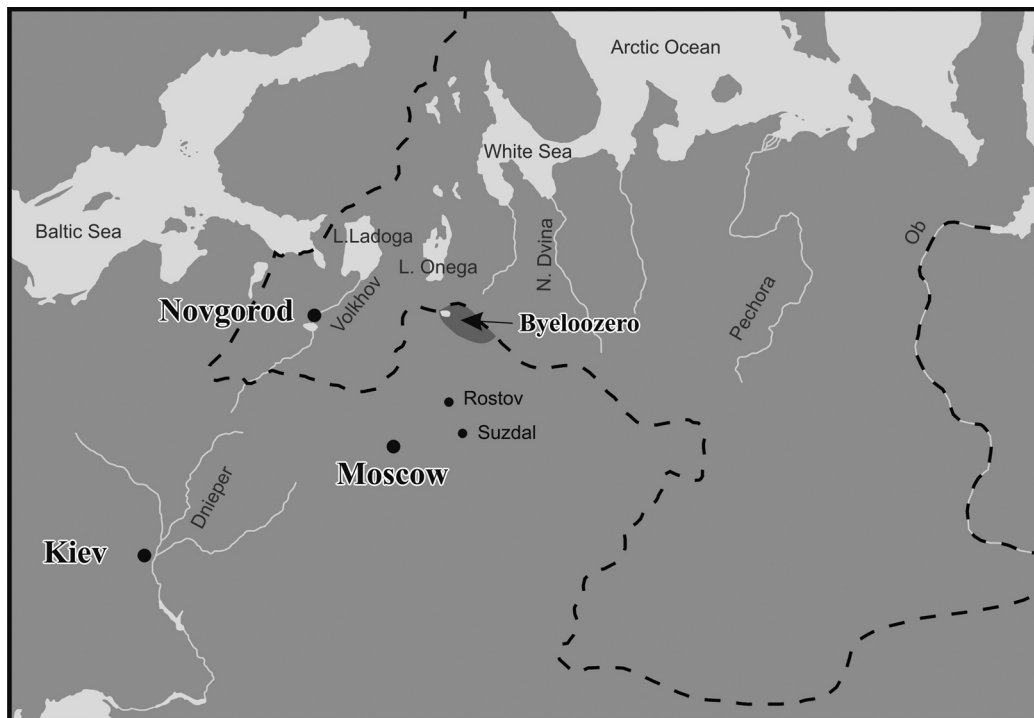 Arctic Ocean
White Sea
Baltic Sea
L.Ladoga
L. Onega
N. Dvina
Ob
Pechora
Novgorod
Volkhov
Byeloozero
Rostov
Suzdal
Moscow
Dnieper
Kiev